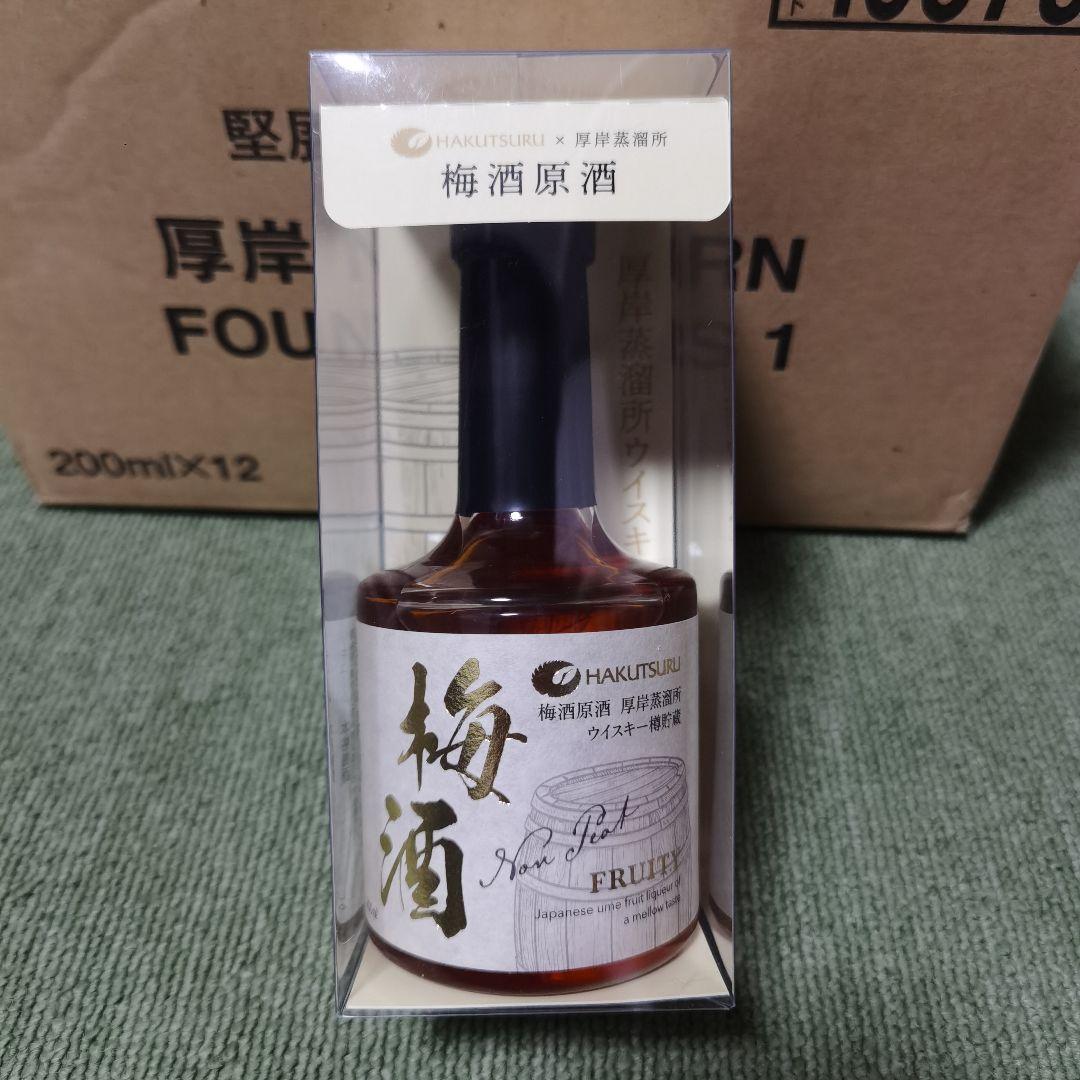 堅展
厚岸
RN
FOU
1
200ml×12
HAKUTSURU × 厚岸蒸溜所
梅酒原酒
厚岸蒸溜所ウイスキ
梅酒
HAKUTSURU
梅酒原酒 厚岸蒸溜所
ウイスキー樽貯蔵
Non Peat
FRUITY
Japanese ume fruit liqueur of
a mellow taste